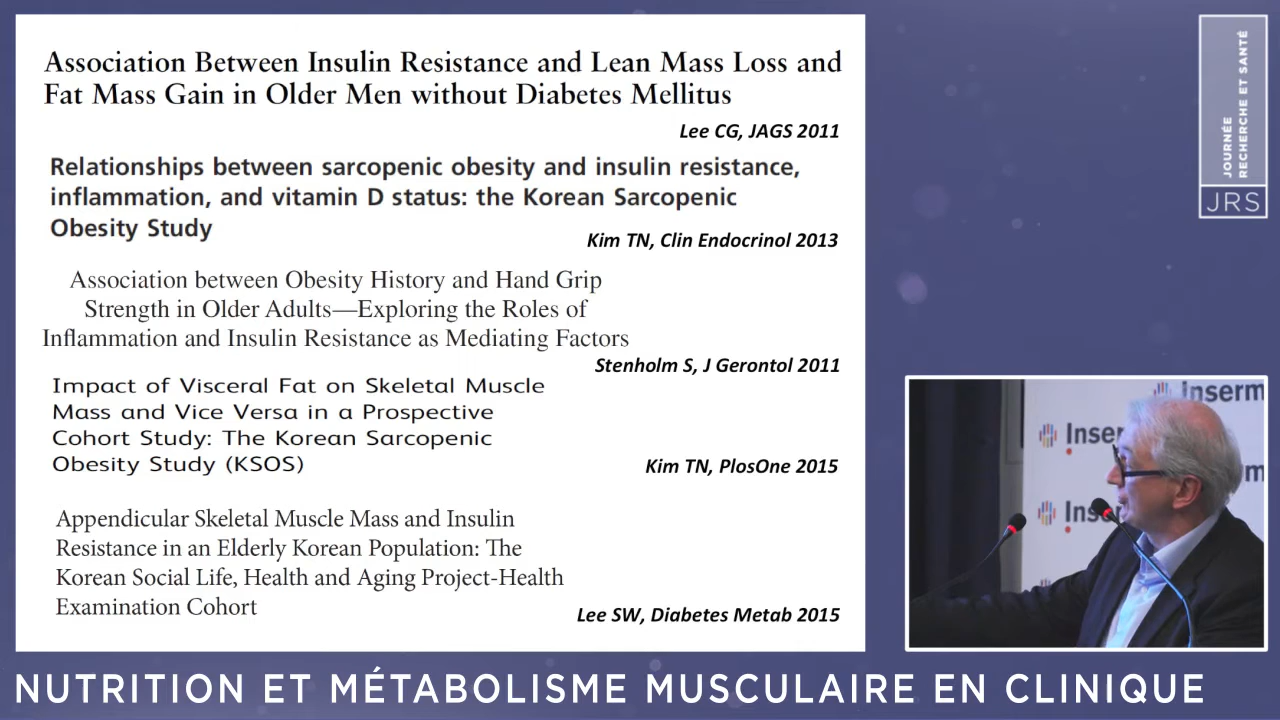 Association Between Insulin Resistance and Lean Mass Loss and
Fat Mass Gain in Older Men without Diabetes Mellitus
Lee CG, JAGS 2011
Relationships between sarcopenic obesity and insulin resistance,
inflammation, and vitamin D status: the Korean Sarcopenic
Obesity Study
Kim TN, Clin Endocrinol 2013
Association between Obesity History and Hand Grip
Strength in Older Adults—Exploring the Roles of
Inflammation and Insulin Resistance as Mediating Factors
Stenholm S, J Gerontol 2011
Impact of Visceral Fat on Skeletal Muscle
Mass and Vice Versa in a Prospective
Cohort Study: The Korean Sarcopenic
Obesity Study (KSOS)
Kim TN, PlosOne 2015
Appendicular Skeletal Muscle Mass and Insulin
Resistance in an Elderly Korean Population: The
Korean Social Life, Health and Aging Project-Health
Examination Cohort
Lee SW, Diabetes Metab 2015
JOURNÉE
RECHERCHE ET SANTÉ
JRS
Inserm
Inser
Inserm
Ins
NUTRITION ET MÉTABOLISME MUSCULAIRE EN CLINIQUE